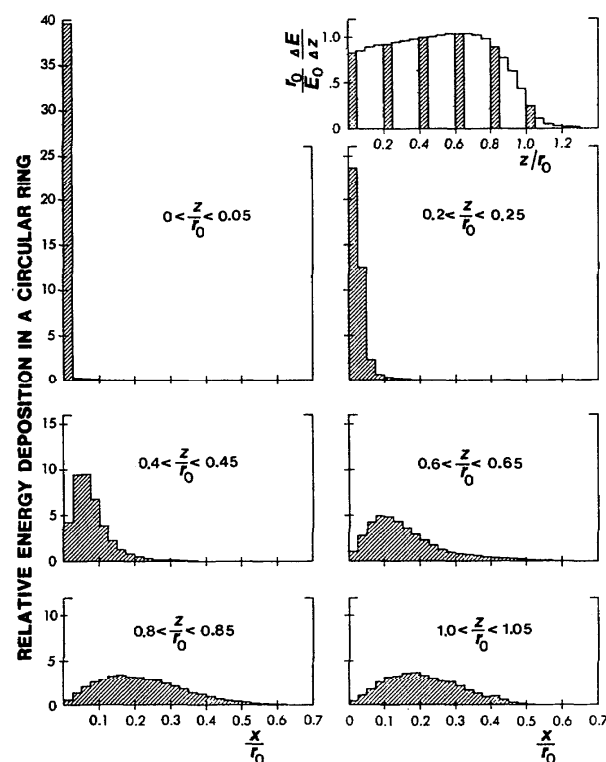 RELATIVE ENERGY DEPOSITION IN A CIRCULAR RING
40
35
30
25
20
15
10
5
0
0 < z/r0 < 0.05
r0/E0 ΔE/Δz
1.0
.5
0
0.2 0.4 0.6 0.8 1.0 1.2
z/r0
0.2 < z/r0 < 0.25
15
10
5
0
0.4 < z/r0 < 0.45
0.6 < z/r0 < 0.65
10
5
0
0.8 < z/r0 < 0.85
1.0 < z/r0 < 1.05
0.1 0.2 0.3 0.4 0.5 0.6 0.7
x/r0
0 0.1 0.2 0.3 0.4 0.5 0.6 0.7
x/r0